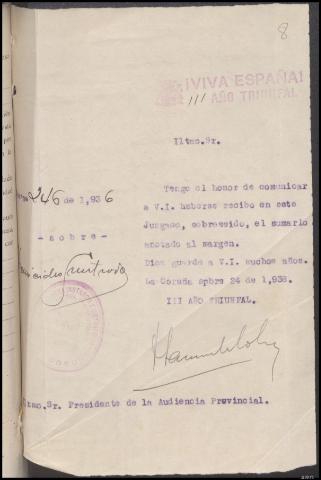 8
¡VIVA ESPAÑA!
III AÑO TRIUNFAL
Iltmo.Sr.
246 de 1,936
Tengo el honor de comunicar
a V.I. haberse recibo en este
Juzgado, sobreseido, el sumario
- s o b r e -
anotado al margen.
Dios guarde a V.I. muchos años.
La Coruña spbre 24 de 1,938.
III AÑO TRIUNFAL.
Excmo.Sr. Presidente de la Audiencia Provincial.